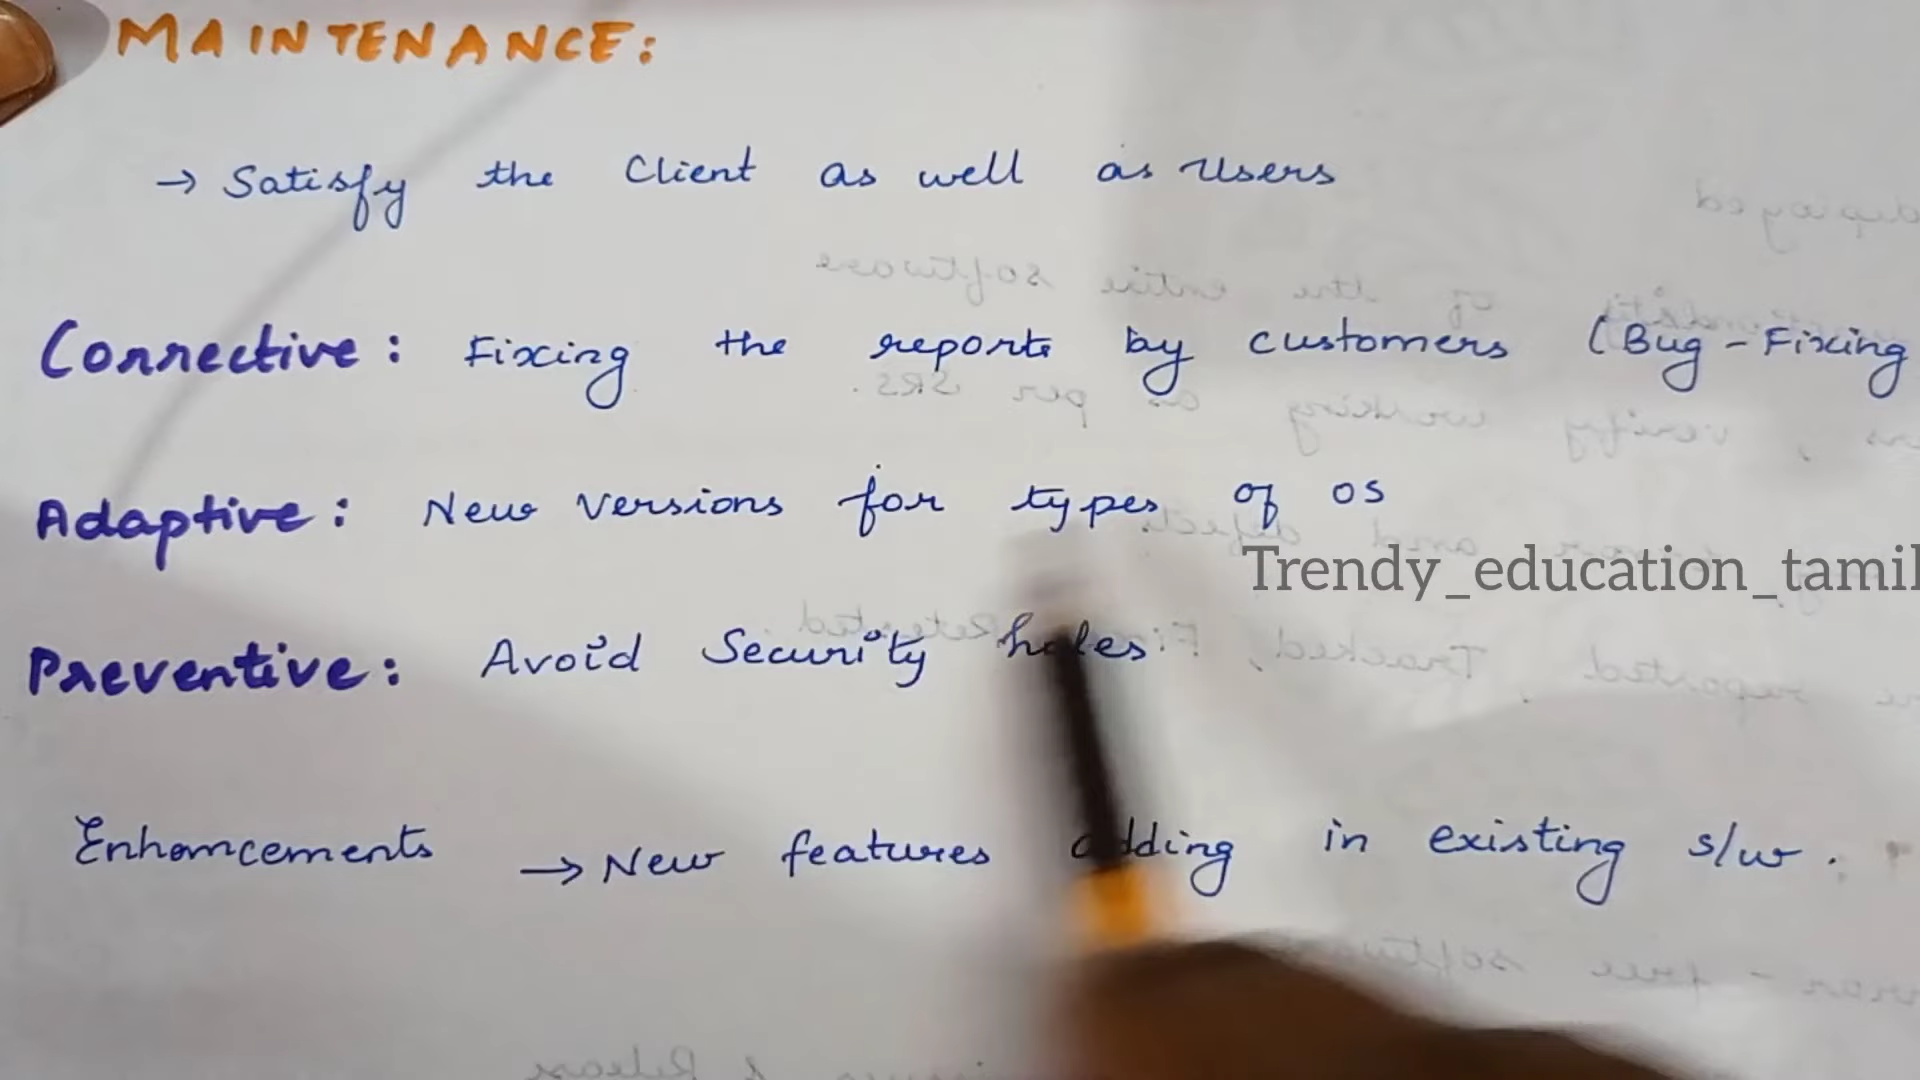 MAINTENANCE:
→ Satisfy the Client as well as Users
Corrective: Fixing the reports by customers (Bug-Fixing
Adaptive: New Versions for types of OS
Trendy_education_tamil
Preventive: Avoid Security holes
Enhancements → New features adding in existing s/w.